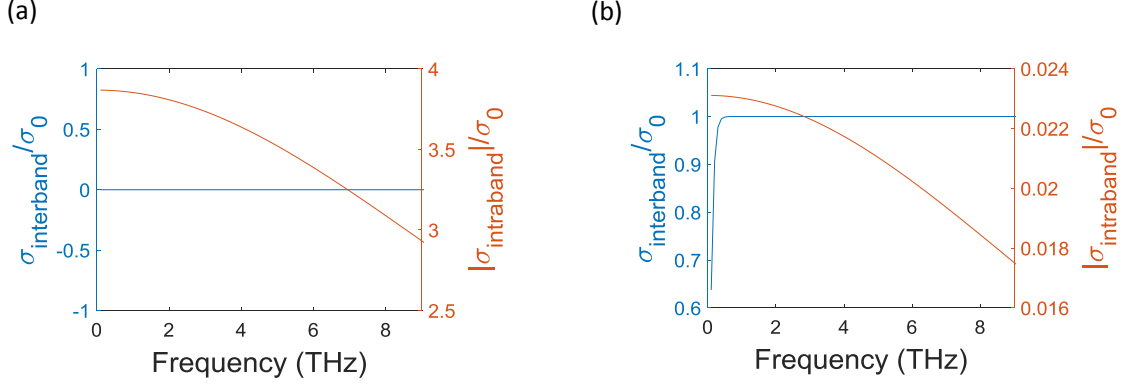 (a)
(b)
1
0.5
0
-0.5
-1
σinterband/σ0
4
3.5
3
2.5
|σintraband|/σ0
0 2 4 6 8
Frequency (THz)
1.1
1
0.9
0.8
0.7
0.6
σinterband/σ0
0.024
0.022
0.02
0.018
0.016
|σintraband|/σ0
0 2 4 6 8
Frequency (THz)